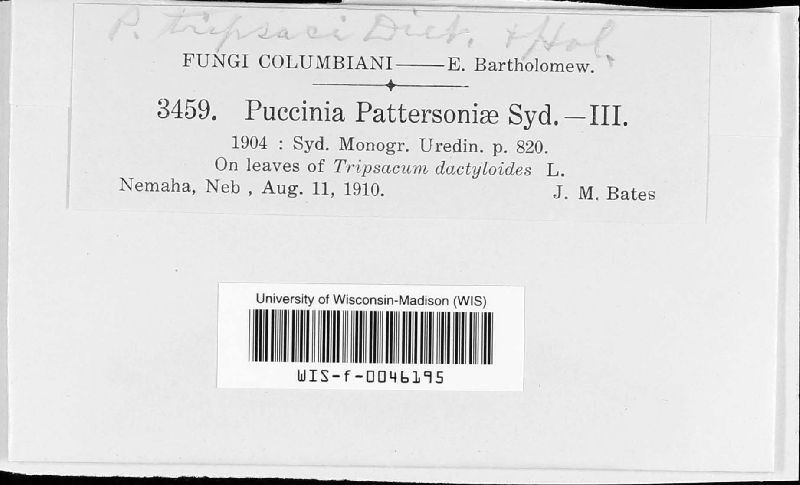 P. tripsaci Diet. & Hol.
FUNGI COLUMBIANI——E. Bartholomew.
3459. Puccinia Pattersoniæ Syd.—III.
1904 : Syd. Monogr. Uredin. p. 820.
On leaves of Tripsacum dactyloides L.
Nemaha, Neb , Aug. 11, 1910. J. M. Bates
University of Wisconsin-Madison (WIS)
WIS-f-0046195